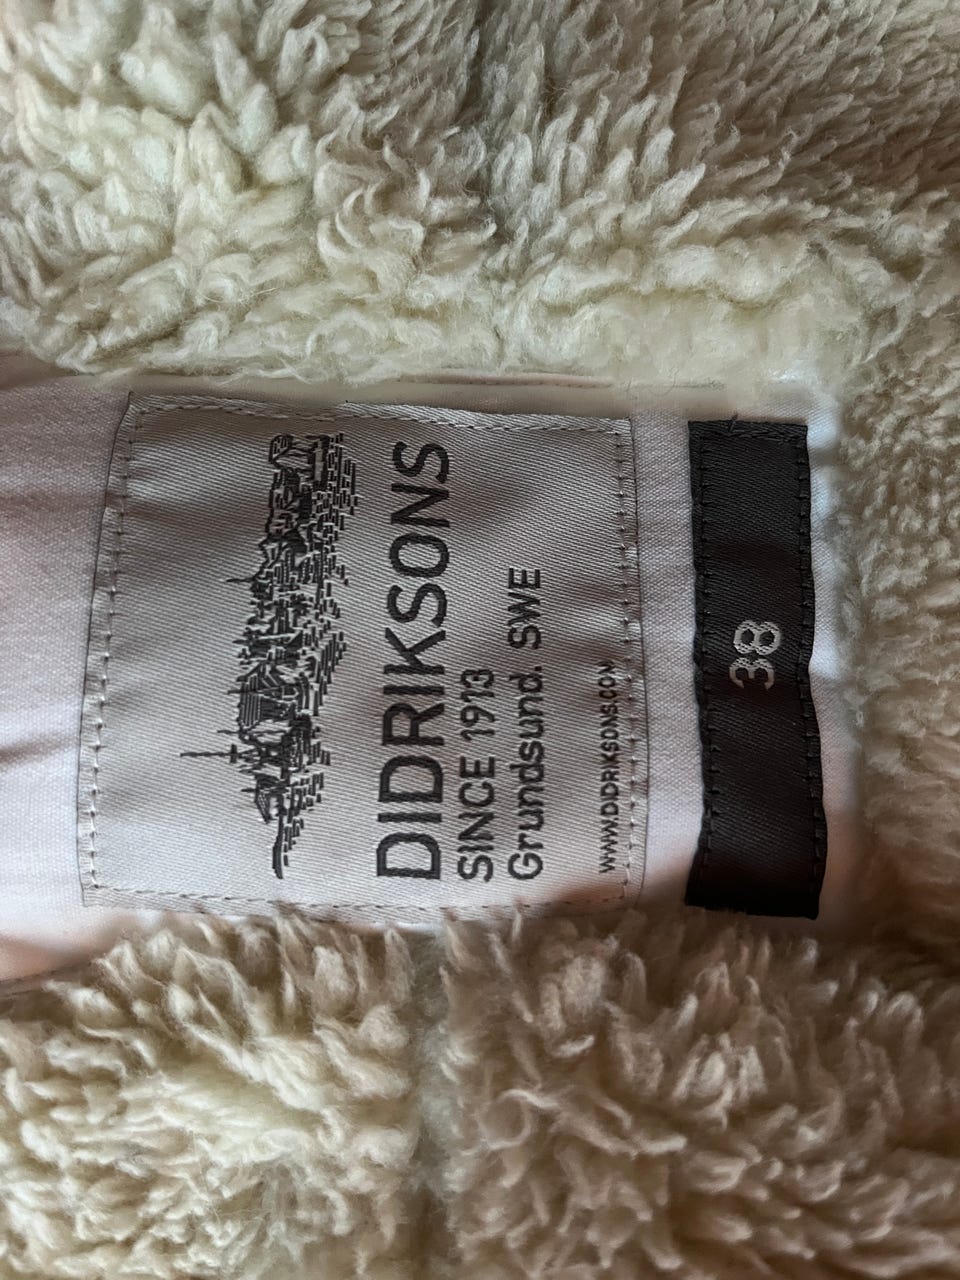 DIDRIKSONS
SINCE 1913
Grundsund. SWE
WWW.DIDRIKSONS.COM
38